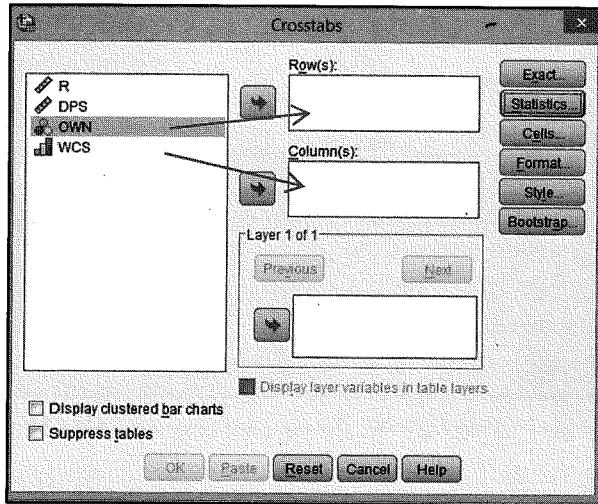 Crosstabs
R
DPS
OWN
WCS
Row(s):
Column(s):
Layer 1 of 1
Previous
Next
Display layer variables in table layers
Exact...
Statistics...
Cells...
Format...
Style...
Bootstrap...
Display clustered bar charts
Suppress tables
OK
Paste
Reset
Cancel
Help